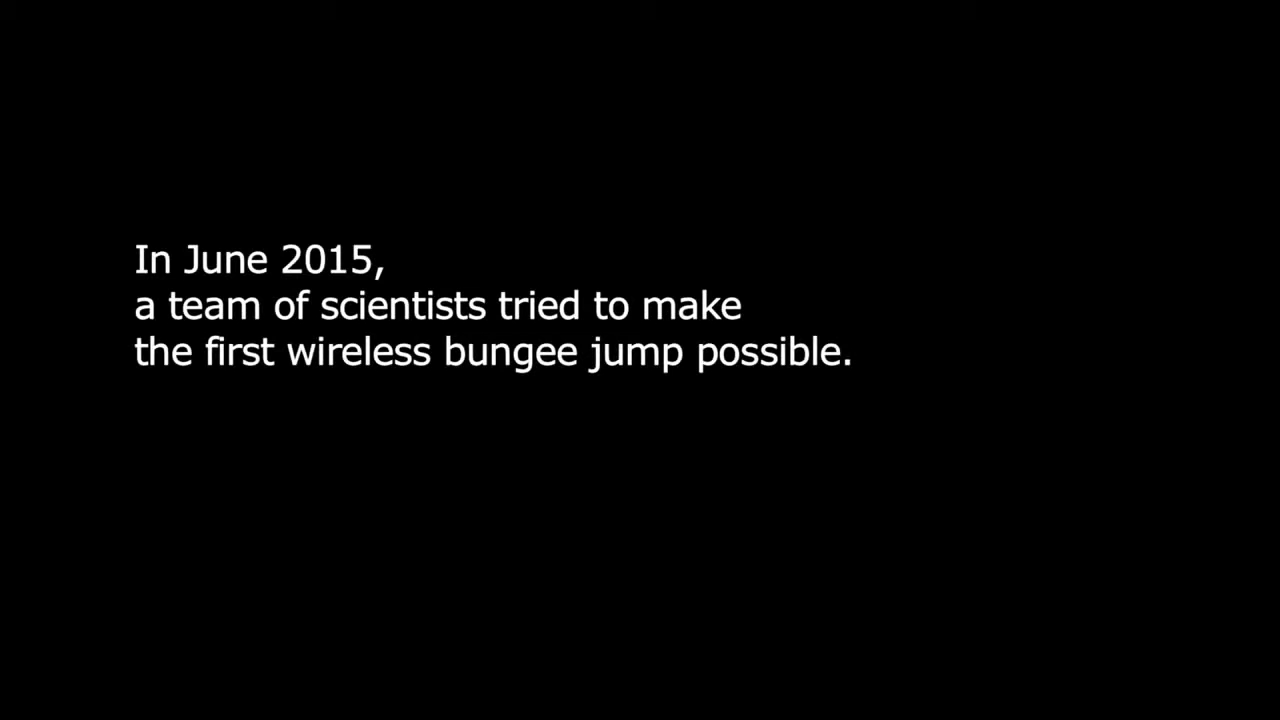 In June 2015,
a team of scientists tried to make
the first wireless bungee jump possible.